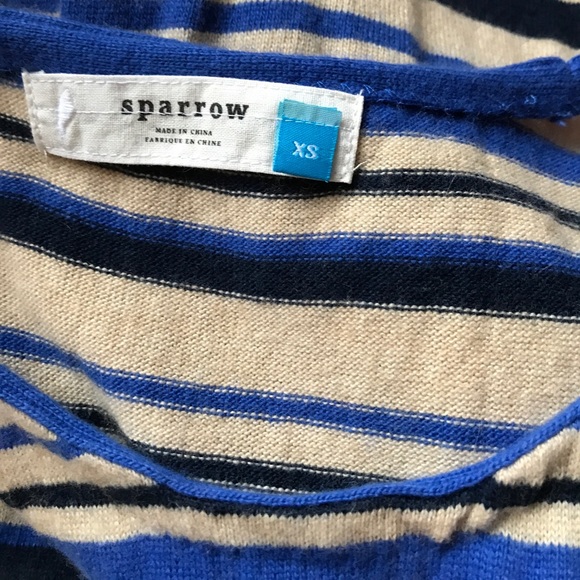 sparrow
MADE IN CHINA
FABRIQUE EN CHINE
XS